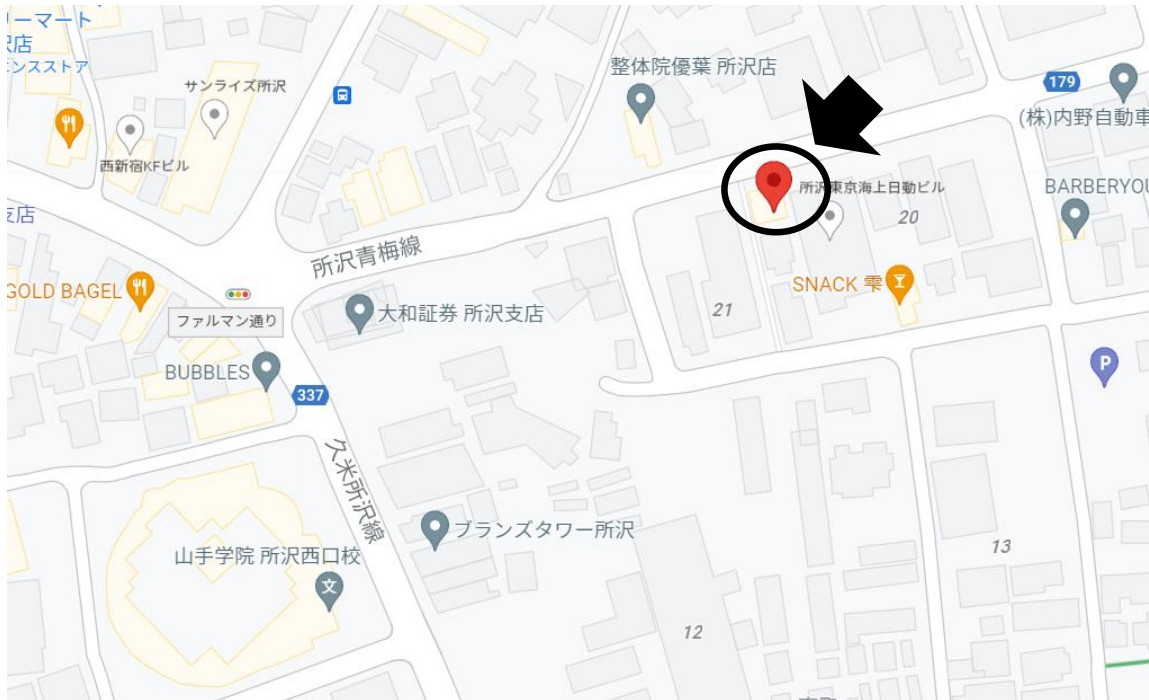 ーマート
店
ンスストア
サンライズ所沢
整体院優葉 所沢店
179
(株)内野自動車
西新宿KFビル
所沢東京海上日動ビル
BARBERYOU
支店
20
所沢青梅線
GOLD BAGEL
SNACK 雫
ファルマン通り
大和証券 所沢支店
21
BUBBLES
337
P
久米所沢線
ブランズタワー所沢
山手学院 所沢西口校
文
13
12